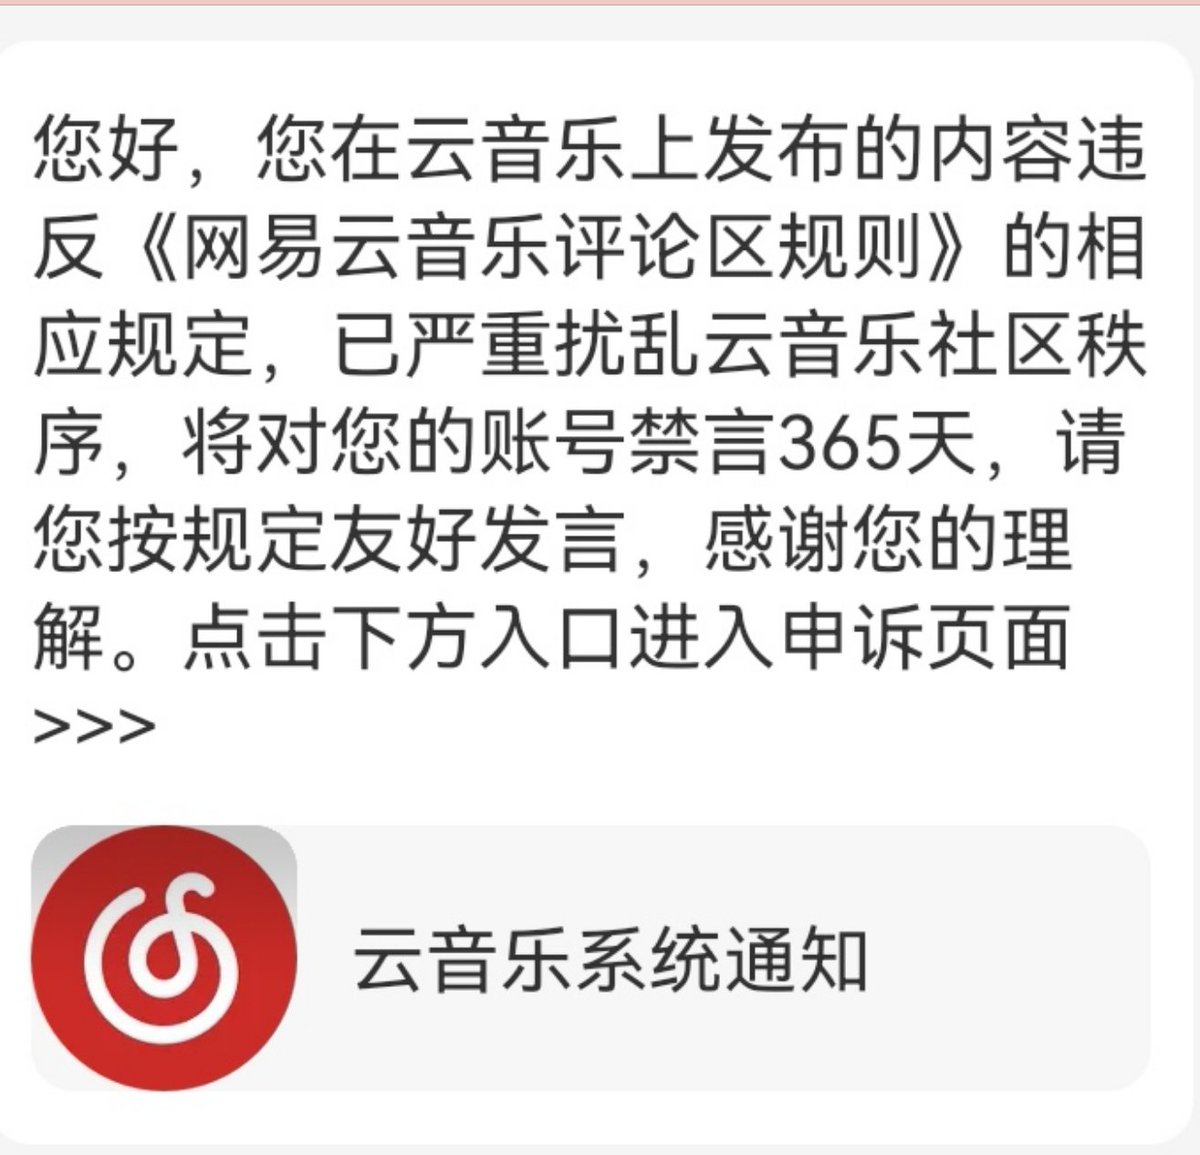 您好，您在云音乐上发布的内容违
反《网易云音乐评论区规则》的相
应规定，已严重扰乱云音乐社区秩
序，将对您的账号禁言365天，请
您按规定友好发言，感谢您的理
解。点击下方入口进入申诉页面
>>>
云音乐系统通知